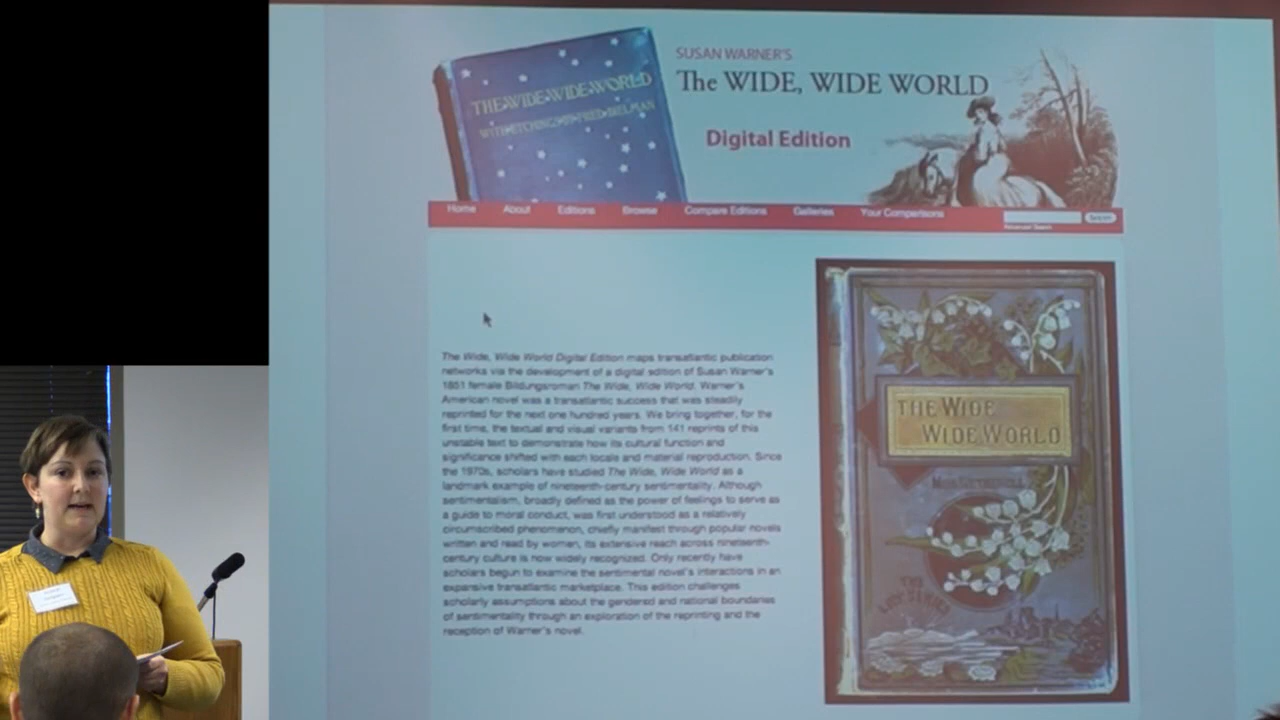 THE WIDE WIDE WORLD
WITH ETCHINGS BY FRED DIELMAN
SUSAN WARNER'S
The WIDE, WIDE WORLD
Digital Edition
Home About Editions Browse Compare Editions Galleries Your Comparisons Search
Advanced Search
The Wide, Wide World Digital Edition maps transatlantic publication
networks via the development of a digital edition of Susan Warner's
1851 female Bildungsroman The Wide, Wide World. Warner's
American novel was a transatlantic success that was steadily
reprinted for the next one hundred years. We bring together, for the
first time, the textual and visual variants from 141 reprints of this
unstable text to demonstrate how its cultural function and
significance shifted with each locale and material reproduction. Since
the 1970s, scholars have studied The Wide, Wide World as a
landmark example of nineteenth-century sentimentality. Although
sentimentalism, broadly defined as the power of feelings to serve as
a guide to moral conduct, was first understood as a relatively
circumscribed phenomenon, chiefly manifest through popular novels
written and read by women, its extensive reach across nineteenth-
century culture is now widely recognized. Only recently have
scholars begun to examine the sentimental novel's interactions in an
expansive transatlantic marketplace. This edition challenges
scholarly assumptions about the gendered and national boundaries
of sentimentality through an exploration of the reprinting and the
reception of Warner's novel.
THE WIDE
WIDE WORLD
THE
LILY SERIES